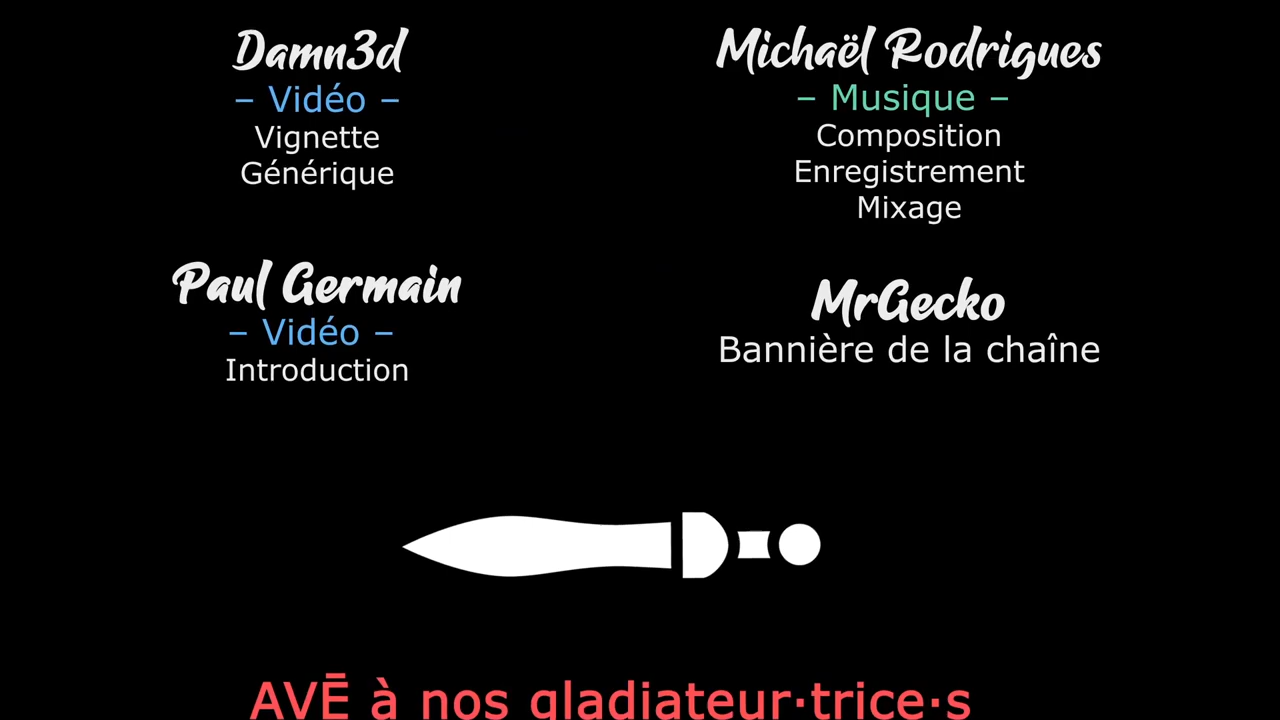 Damn3d
– Vidéo –
Vignette
Générique
Michaël Rodrigues
– Musique –
Composition
Enregistrement
Mixage
Paul Germain
– Vidéo –
Introduction
MrGecko
Bannière de la chaîne
AVĒ à nos gladiateur·trice·s